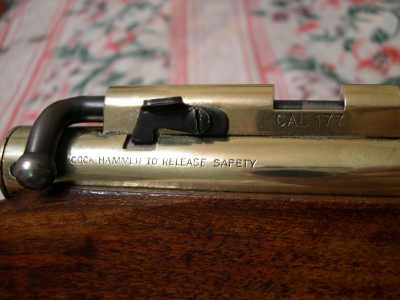 CAL. 177
COCK HAMMER TO RELEASE SAFETY